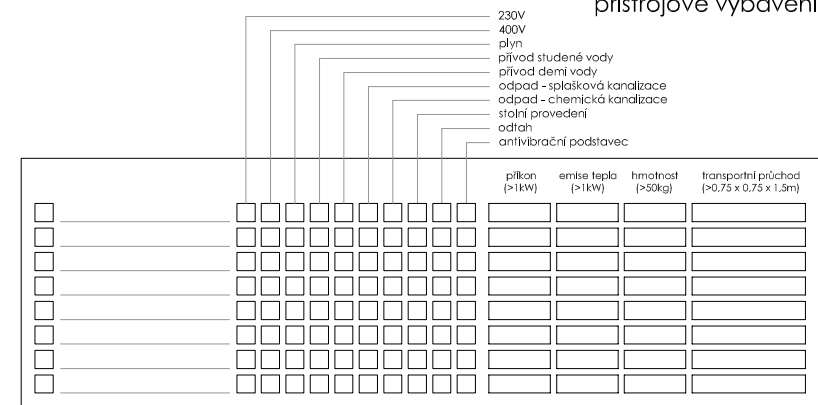 přístrojové vybavení
230V
400V
plyn
přívod studené vody
přívod demi vody
odpad - splašková kanalizace
odpad - chemická kanalizace
stolní provedení
odtah
antivibrační podstavec
příkon emise tepla hmotnost transportní průchod
(>1kW) (>1kW) (>50kg) (>0,75 x 0,75 x 1,5m)